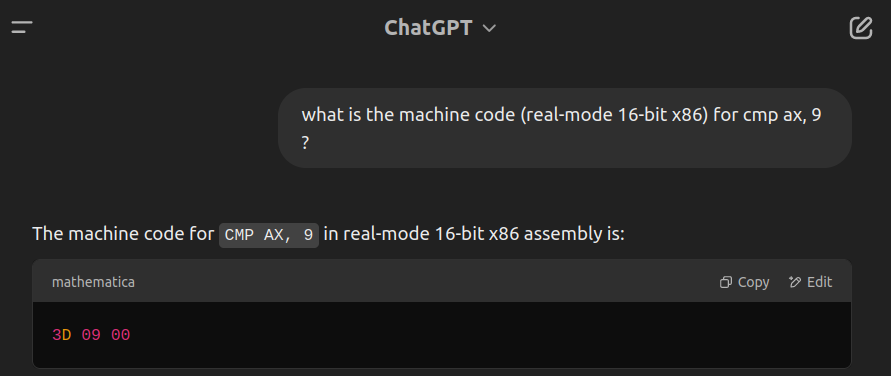 ChatGPT
what is the machine code (real-mode 16-bit x86) for cmp ax, 9
?
The machine code for CMP AX, 9 in real-mode 16-bit x86 assembly is:
mathematica Copy Edit
3D 09 00